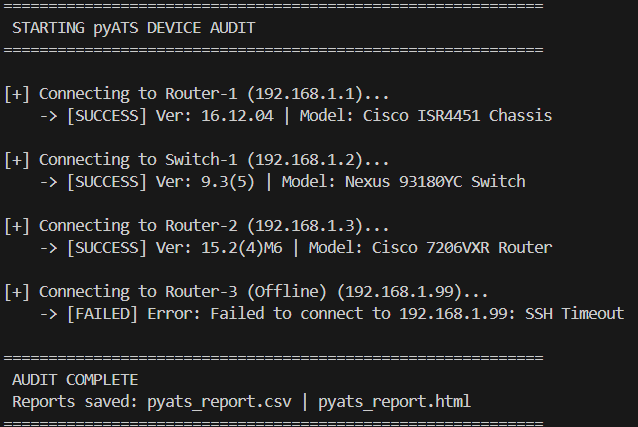 ============================================================
STARTING pyATS DEVICE AUDIT
============================================================
[+] Connecting to Router-1 (192.168.1.1)...
-> [SUCCESS] Ver: 16.12.04 | Model: Cisco ISR4451 Chassis
[+] Connecting to Switch-1 (192.168.1.2)...
-> [SUCCESS] Ver: 9.3(5) | Model: Nexus 93180YC Switch
[+] Connecting to Router-2 (192.168.1.3)...
-> [SUCCESS] Ver: 15.2(4)M6 | Model: Cisco 7206VXR Router
[+] Connecting to Router-3 (Offline) (192.168.1.99)...
-> [FAILED] Error: Failed to connect to 192.168.1.99: SSH Timeout
============================================================
AUDIT COMPLETE
Reports saved: pyats_report.csv | pyats_report.html
============================================================